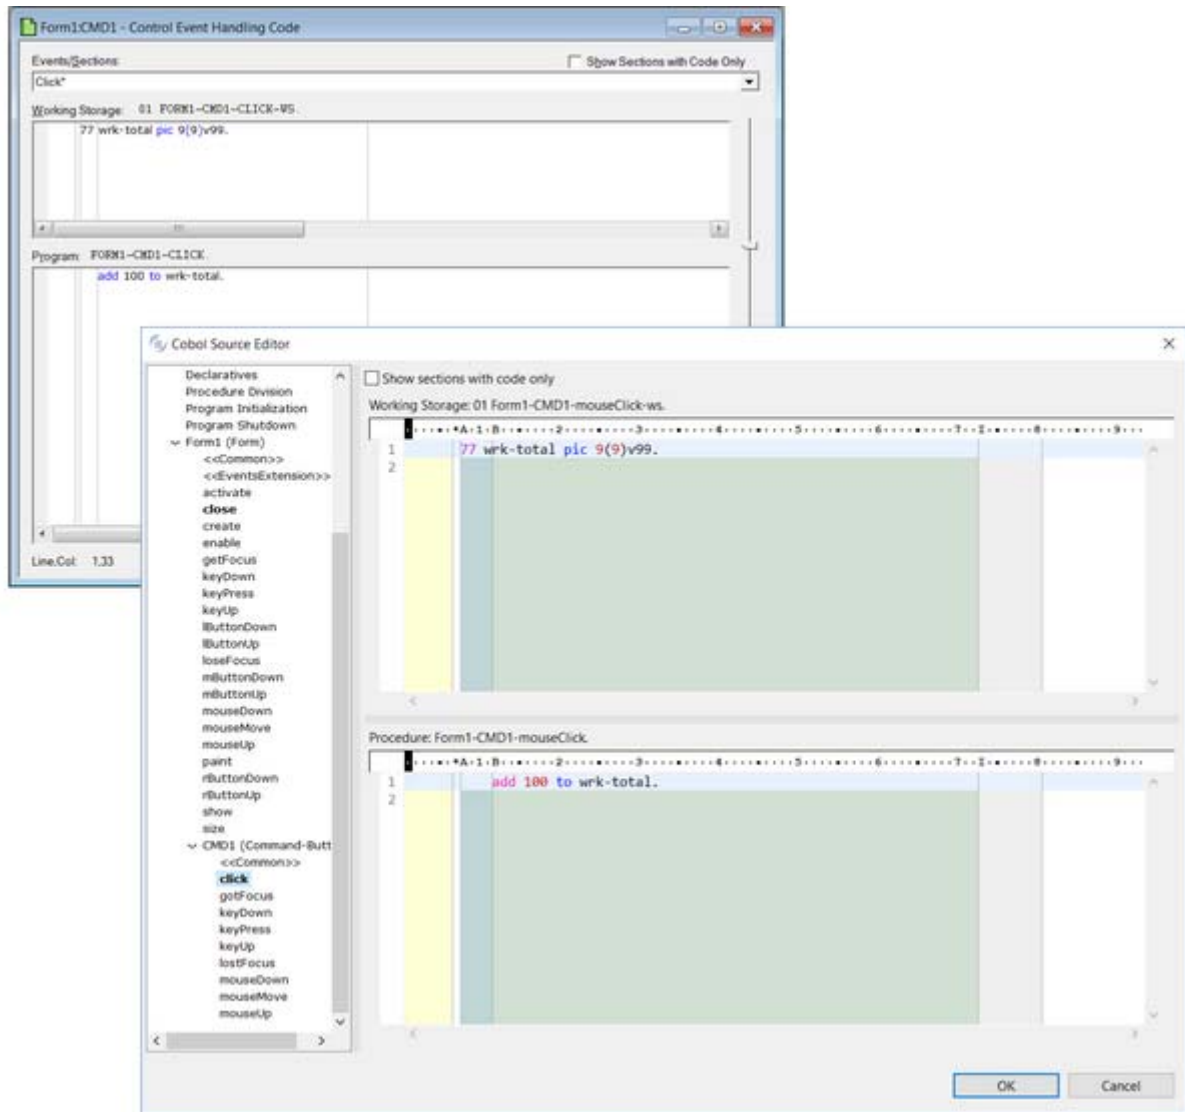 Form1:CMD1 - Control Event Handling Code
Events/Sections:
Show Sections with Code Only
Click*
Working Storage: 01 FORM1-CMD1-CLICK-WS.
77 wrk-total pic 9(9)v99.
Program: FORM1-CMD1-CLICK.
add 100 to wrk-total.
Line.Col: 1.33
Cobol Source Editor
Declaratives
Procedure Division
Program Initialization
Program Shutdown
Form1 (Form)
<<Common>>
<<EventsExtension>>
activate
close
create
enable
getFocus
keyDown
keyPress
keyUp
lButtonDown
lButtonUp
loseFocus
mButtonDown
mButtonUp
mouseDown
mouseMove
mouseUp
paint
rButtonDown
rButtonUp
show
size
CMD1 (Command-Butt
<<Common>>
click
gotFocus
keyDown
keyPress
keyUp
lostFocus
mouseDown
mouseMove
mouseUp
Show sections with code only
Working Storage: 01 Form1-CMD1-mouseClick-ws.
1 77 wrk-total pic 9(9)v99.
2
Procedure: Form1-CMD1-mouseClick.
1 add 100 to wrk-total.
2
OK Cancel